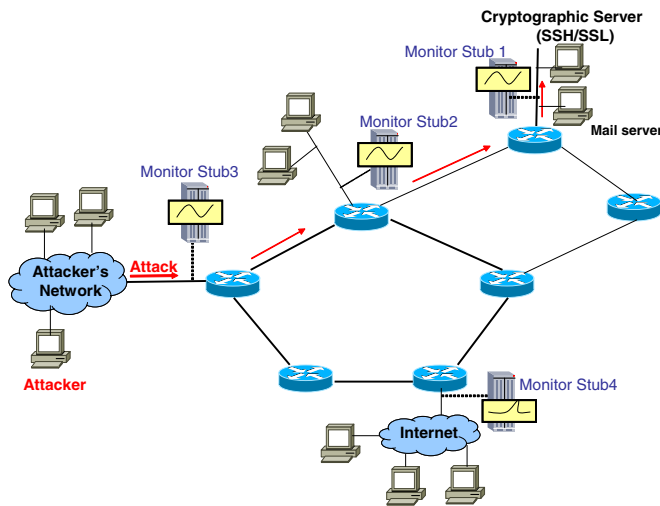 Cryptographic Server
(SSH/SSL)
Monitor Stub 1
Mail server
Monitor Stub2
Monitor Stub3
Attack
Attacker's
Network
Attacker
Monitor Stub4
Internet